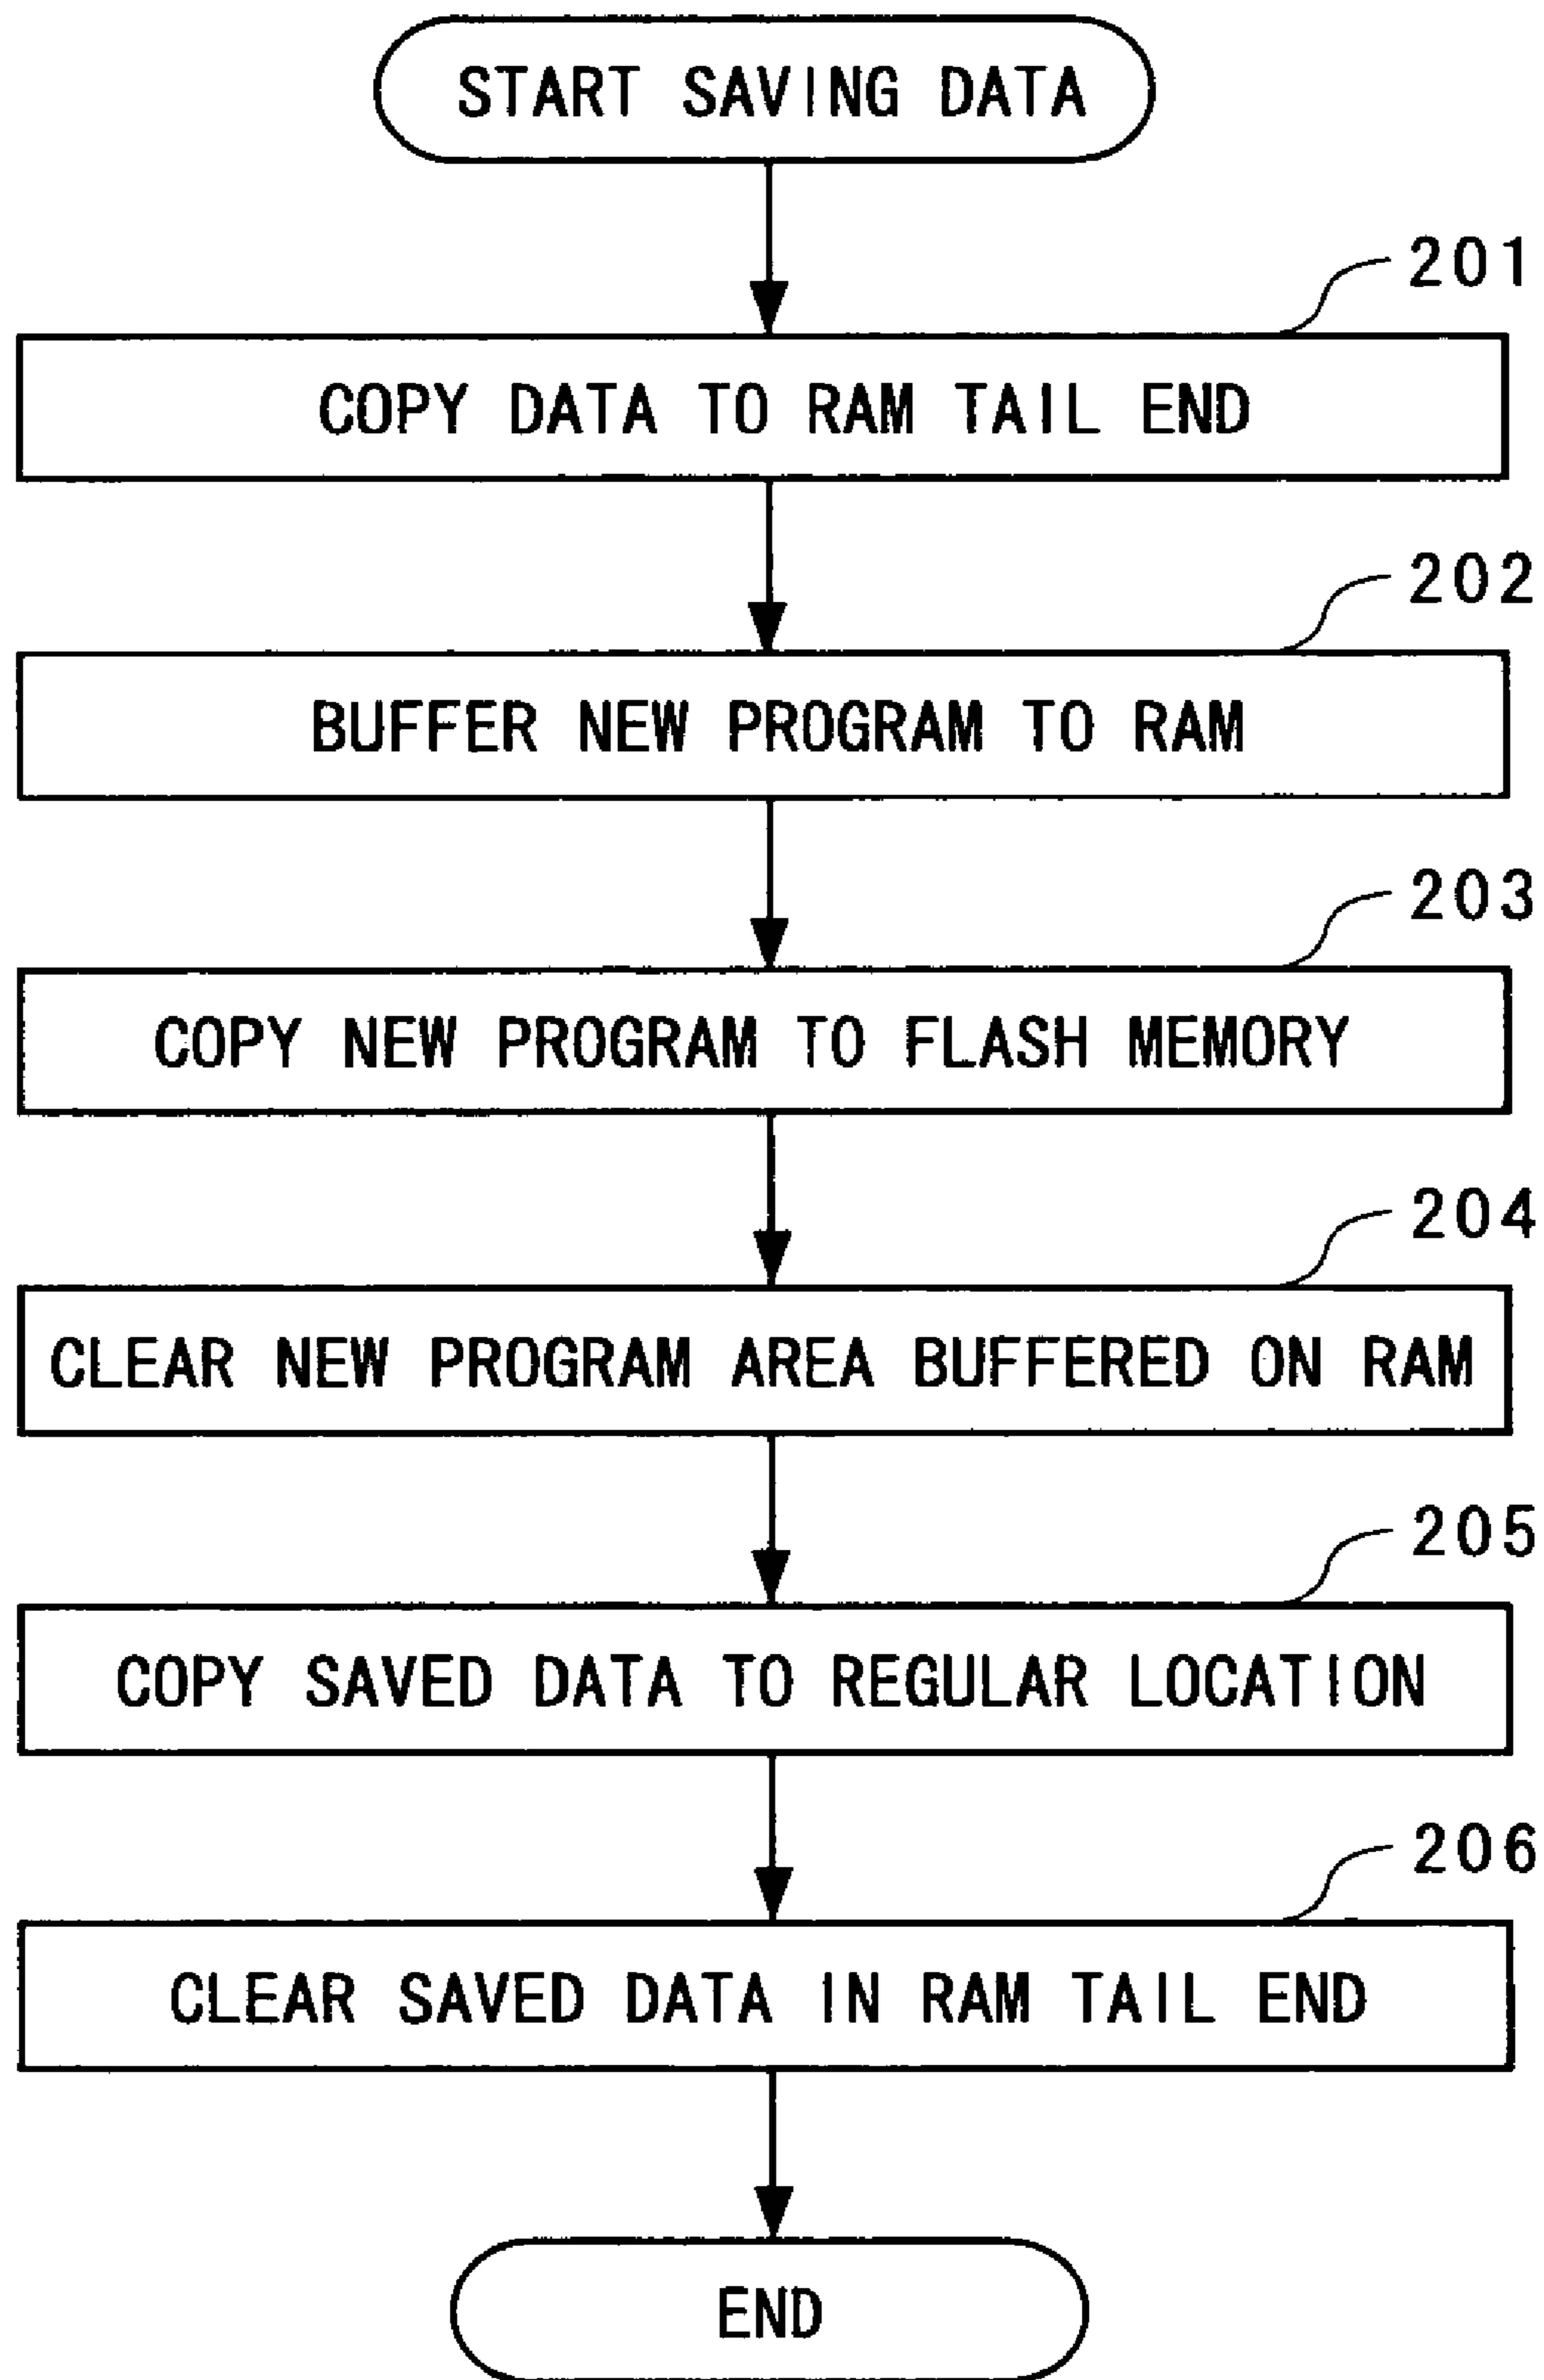 START SAVING DATA
201
COPY DATA TO RAM TAIL END
202
BUFFER NEW PROGRAM TO RAM
203
COPY NEW PROGRAM TO FLASH MEMORY
204
CLEAR NEW PROGRAM AREA BUFFERED ON RAM
205
COPY SAVED DATA TO REGULAR LOCATION
206
CLEAR SAVED DATA IN RAM TAIL END
END